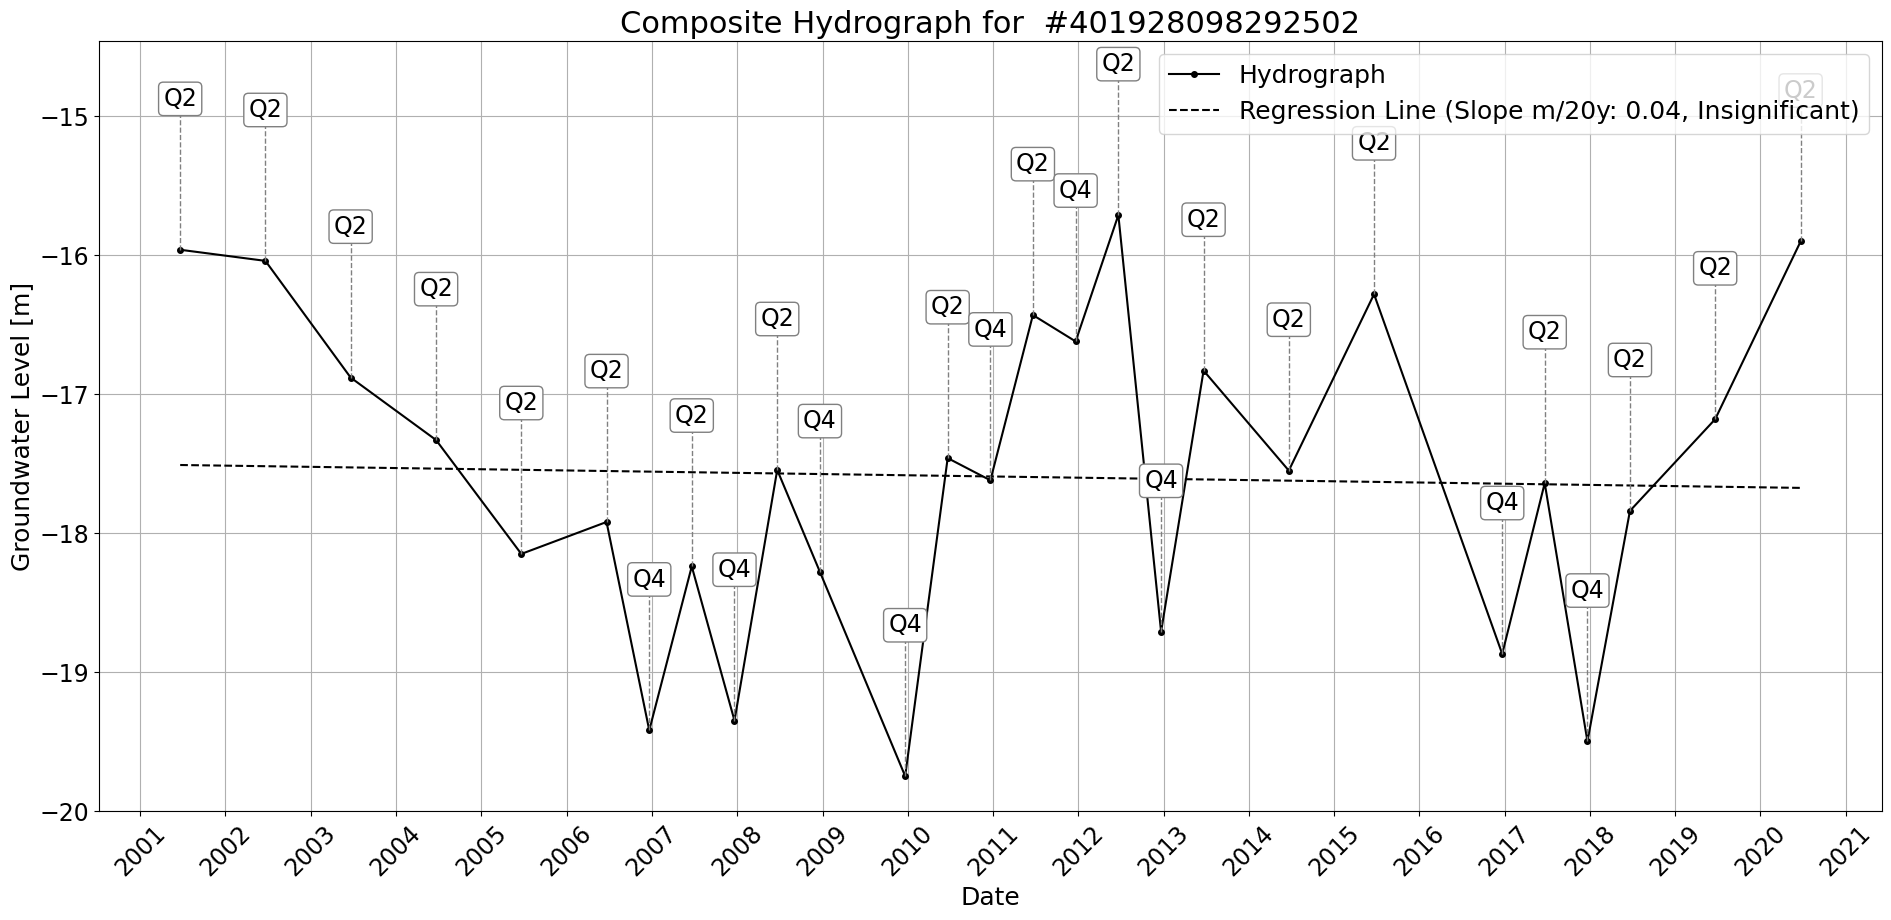 Composite Hydrograph for  #401928098292502
Hydrograph
Regression Line (Slope m/20y: 0.04, Insignificant)
Q2
Q2
Q2
Q2
Q2
Q2
Q4
Q2
Q4
Q2
Q4
Q4
Q2
Q4
Q2
Q4
Q2
Q4
Q2
Q2
Q2
Q4
Q2
Q4
Q2
Q2
Q2
Groundwater Level [m]
−15
−16
−17
−18
−19
−20
2001
2002
2003
2004
2005
2006
2007
2008
2009
2010
2011
2012
2013
2014
2015
2016
2017
2018
2019
2020
2021
Date